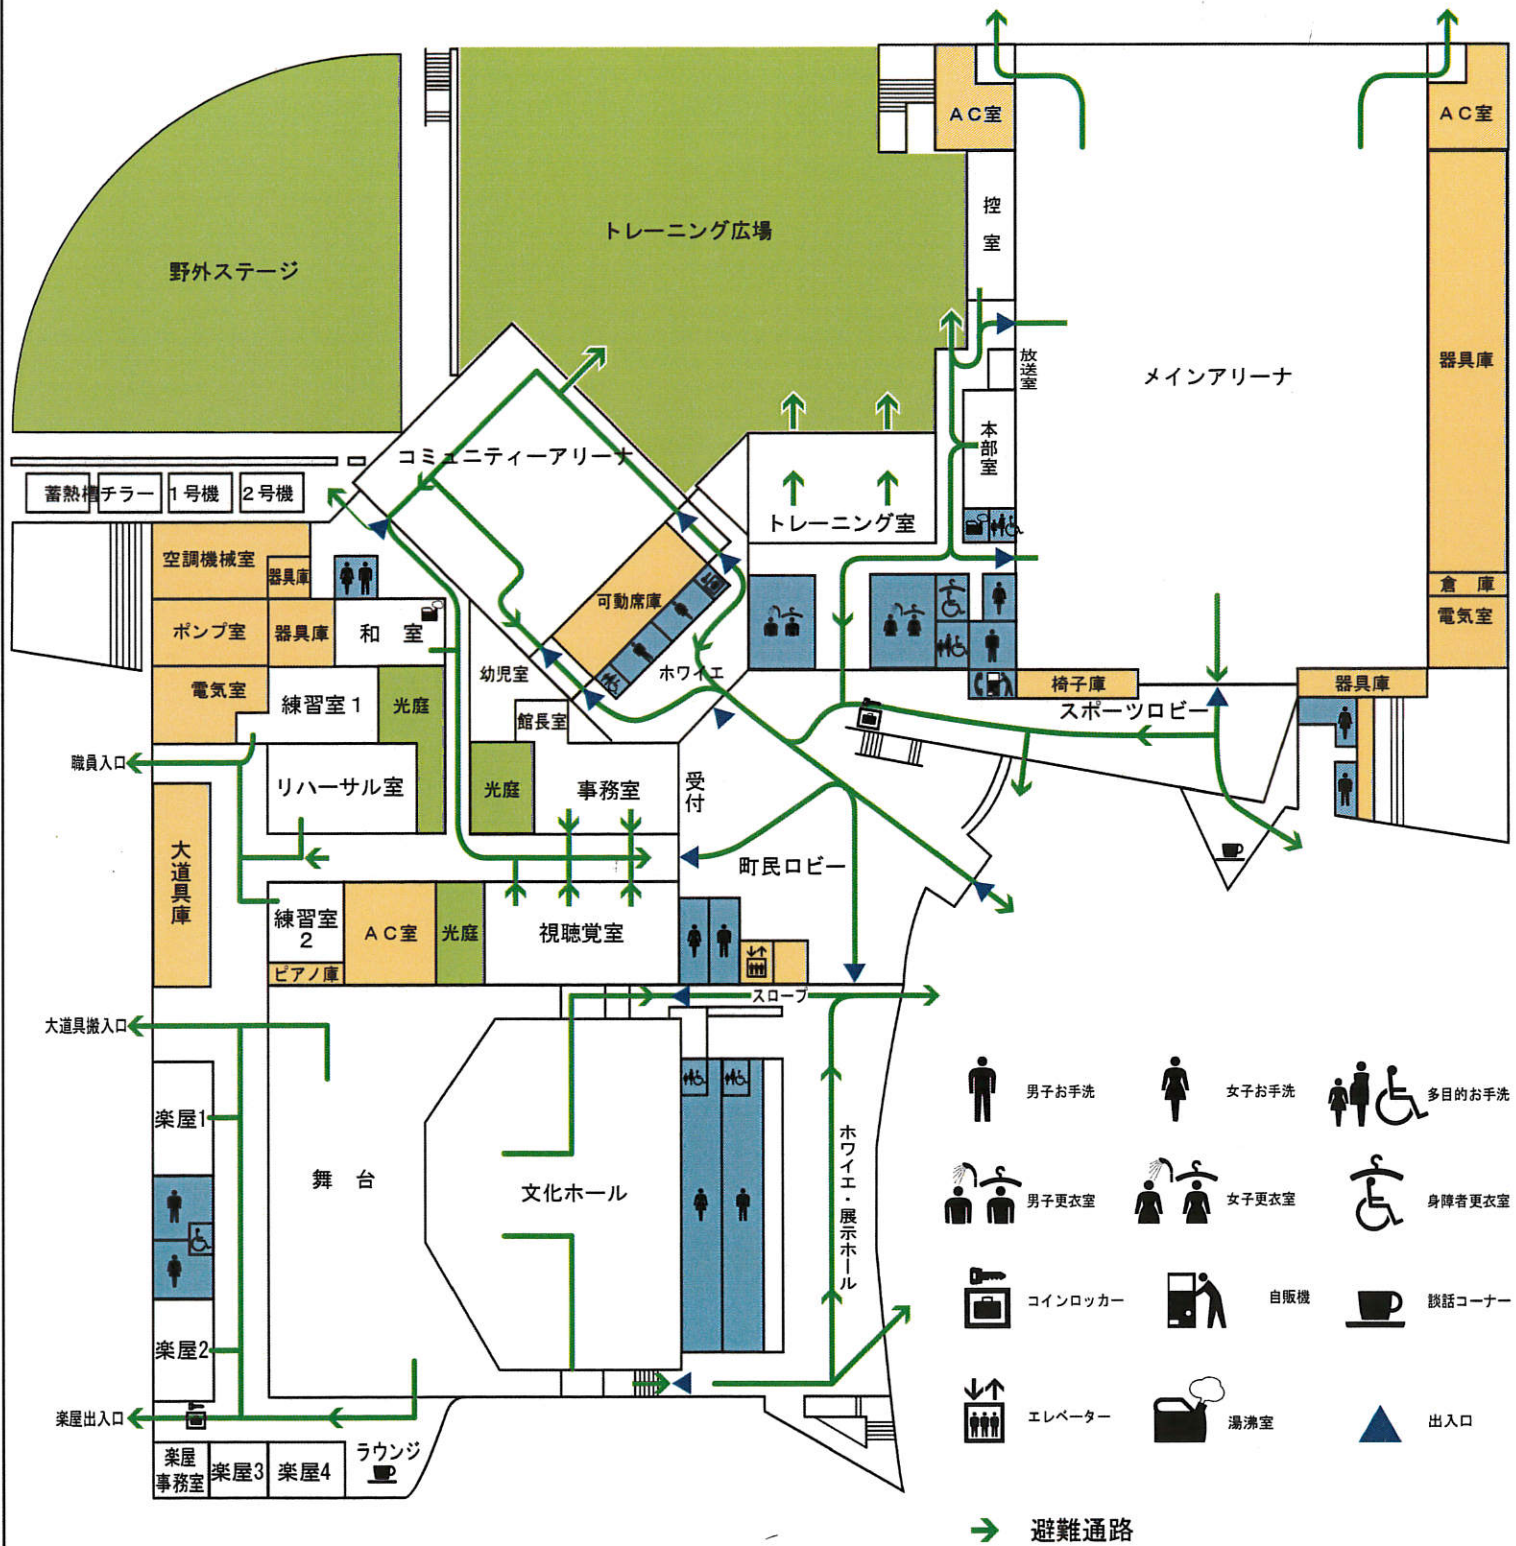 野外ステージ
トレーニング広場
AC室
AC室
控
室
放送室
メインアリーナ
器具庫
コミュニティーアリーナ
本部室
蓄熱槽
チラー
1号機
2号機
トレーニング室
空調機械室
器具庫
可動席庫
倉 庫
電気室
ポンプ室
器具庫
和 室
幼児室
ホワイエ
電気室
練習室1
光庭
館長室
椅子庫
器具庫
スポーツロビー
職員入口
リハーサル室
光庭
事務室
受付
大道具庫
町民ロビー
練習室
2
AC室
光庭
視聴覚室
ピアノ庫
スロープ
大道具搬入口
楽屋1
舞 台
文化ホール
ホワイエ・展示ホール
楽屋2
楽屋出入口
楽屋
事務室
楽屋3
楽屋4
ラウンジ
男子お手洗
女子お手洗
多目的お手洗
男子更衣室
女子更衣室
身障者更衣室
コインロッカー
自販機
談話コーナー
エレベーター
湯沸室
出入口
避難通路